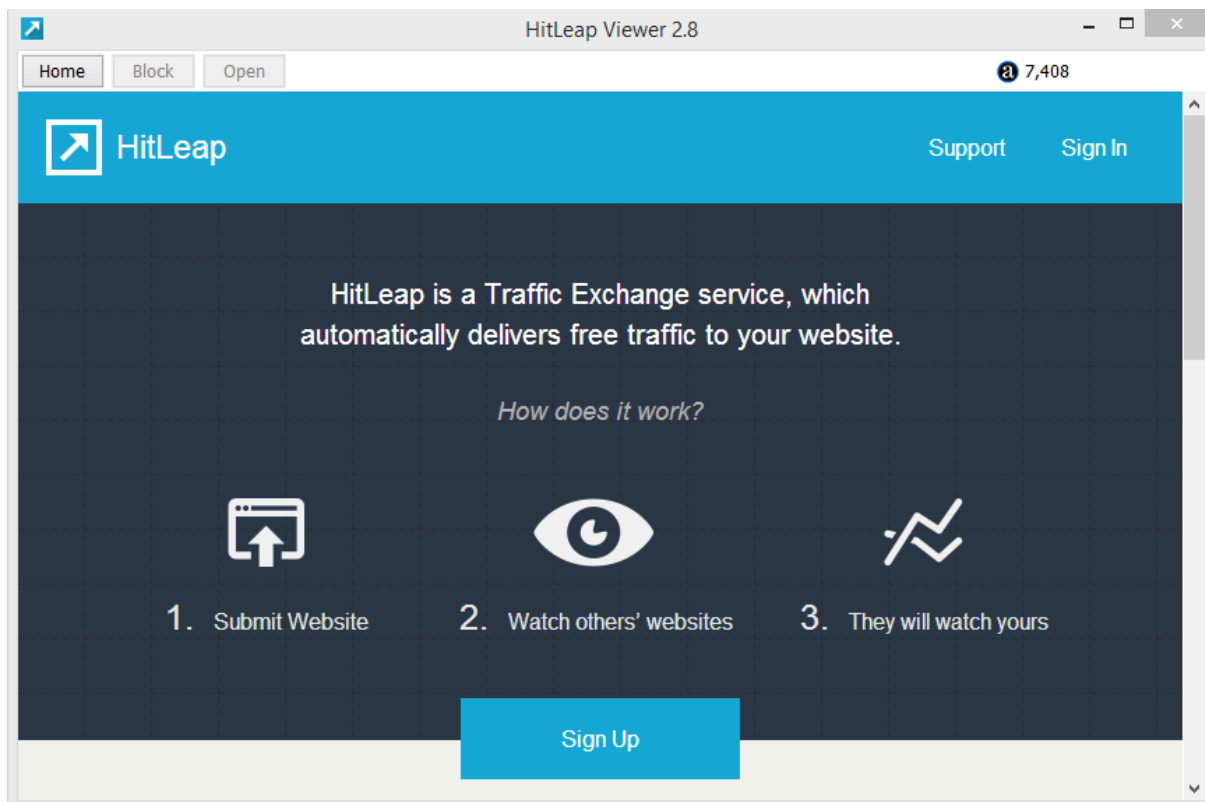 HitLeap Viewer 2.8
Home Block Open a 7,408
HitLeap Support Sign In
HitLeap is a Traffic Exchange service, which
automatically delivers free traffic to your website.
How does it work?
1. Submit Website 2. Watch others’ websites 3. They will watch yours
Sign Up